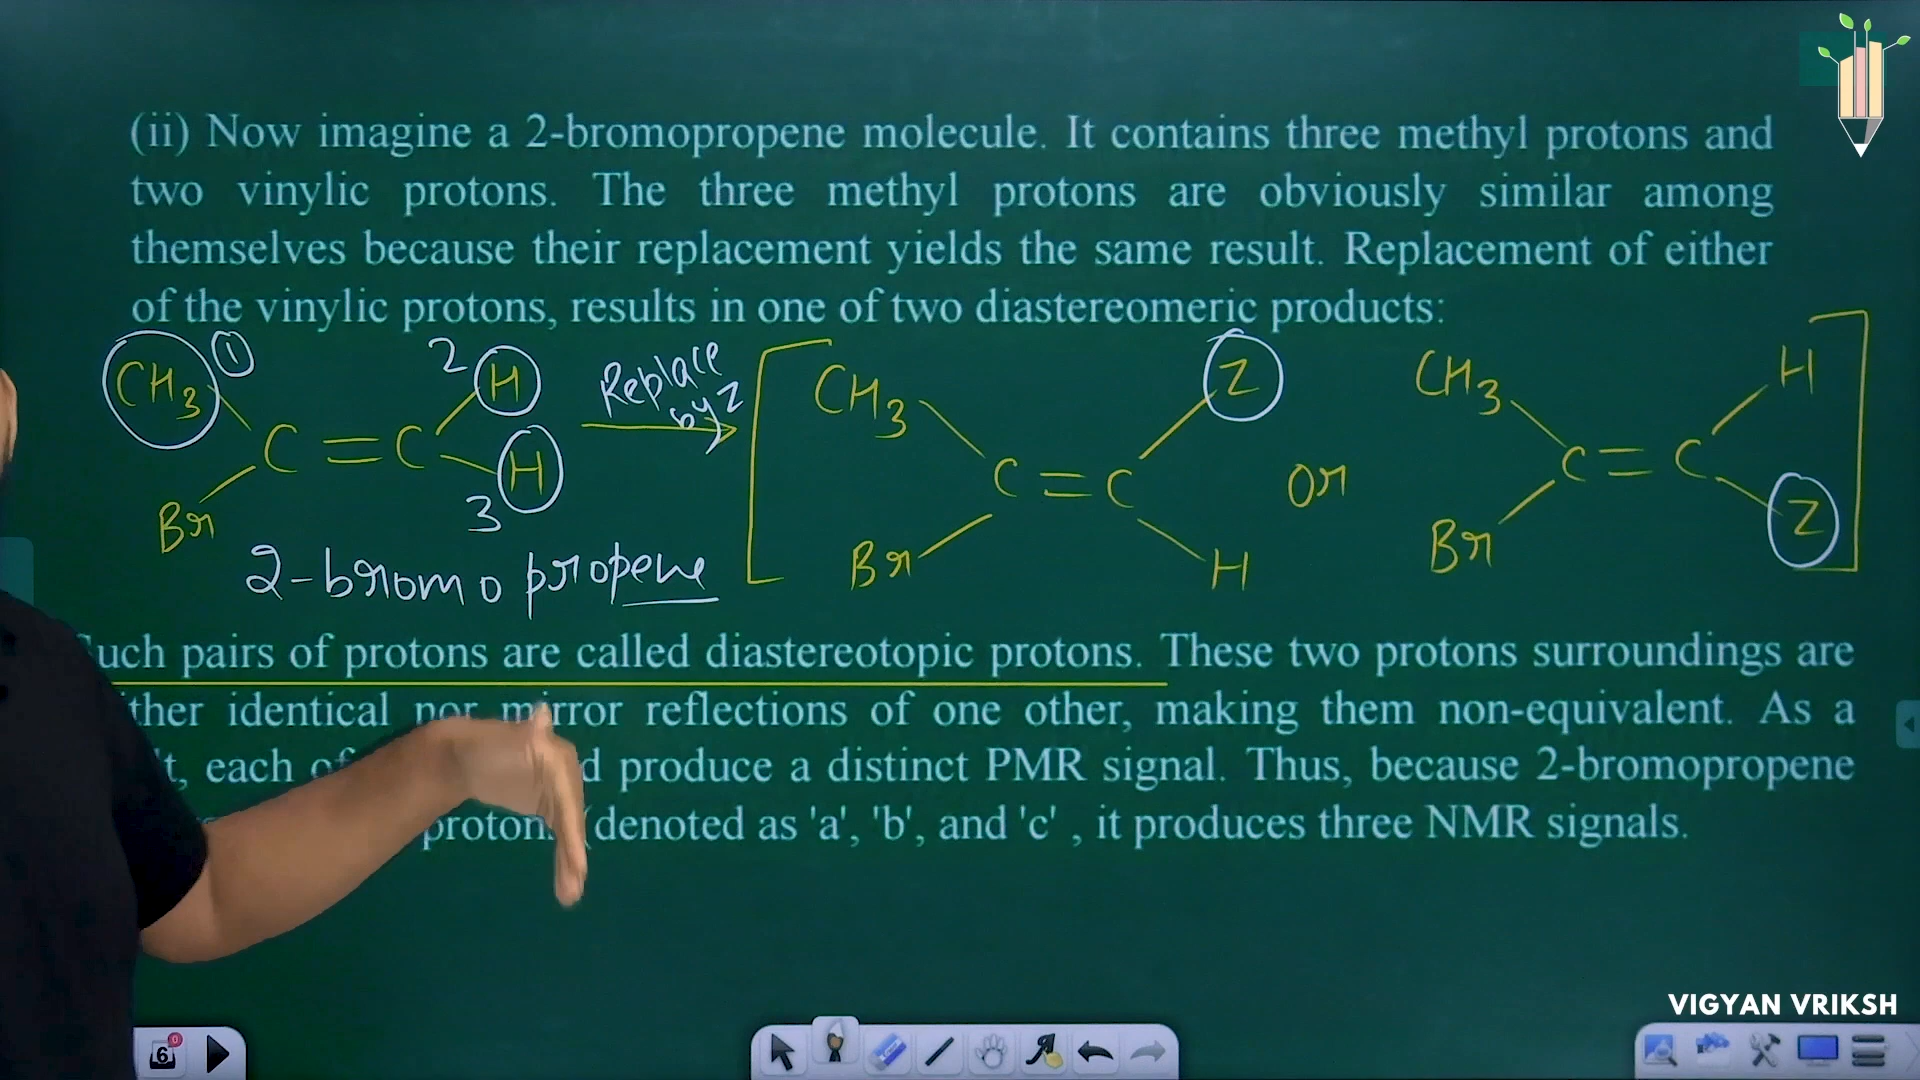 (ii) Now imagine a 2-bromopropene molecule. It contains three methyl protons and
two vinylic protons. The three methyl protons are obviously similar among
themselves because their replacement yields the same result. Replacement of either
of the vinylic protons, results in one of two diastereomeric products:
CH3 1 2 H Replace by Z CH3 Z CH3 H
C = C C = C Or C = C
Br 3 H Br H Br Z
2-bromopropene
such pairs of protons are called diastereotopic protons. These two protons surroundings are
identical nor mirror reflections of one other, making them non-equivalent. As a
each of produce a distinct PMR signal. Thus, because 2-bromopropene
protons (denoted as 'a', 'b', and 'c' , it produces three NMR signals.
VIGYAN VRIKSH
6 0